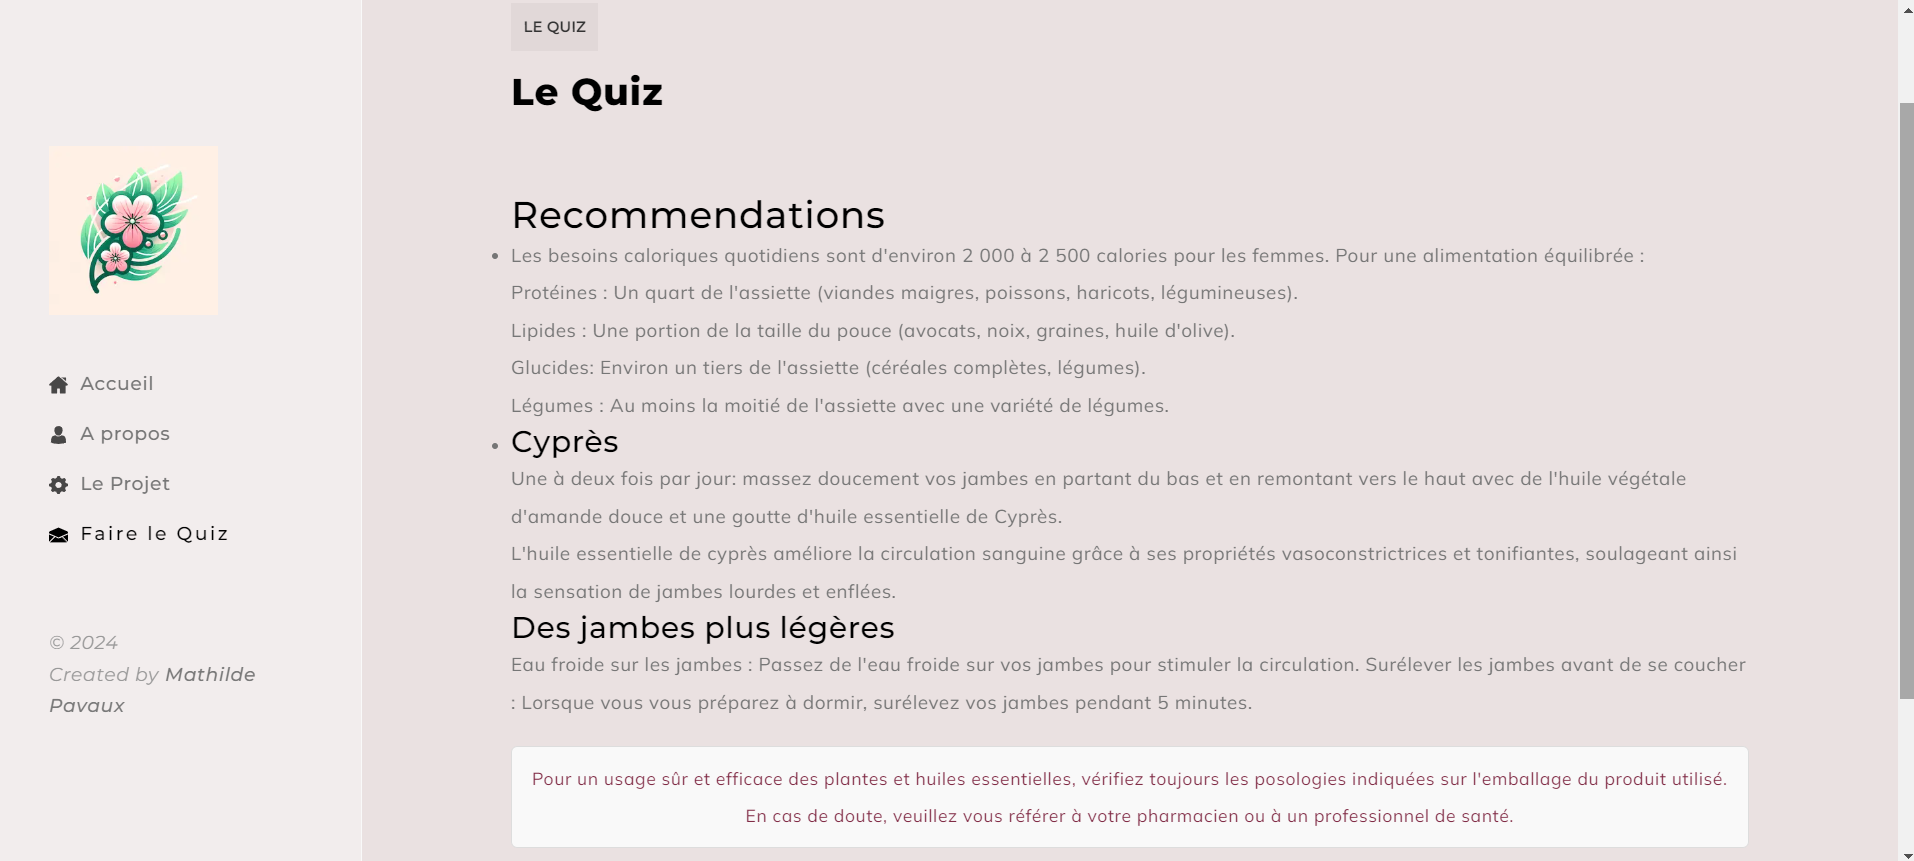 LE QUIZ
Le Quiz
Recommendations
Les besoins caloriques quotidiens sont d'environ 2 000 à 2 500 calories pour les femmes. Pour une alimentation équilibrée :
Protéines : Un quart de l'assiette (viandes maigres, poissons, haricots, légumineuses).
Lipides : Une portion de la taille du pouce (avocats, noix, graines, huile d'olive).
Glucides: Environ un tiers de l'assiette (céréales complètes, légumes).
Légumes : Au moins la moitié de l'assiette avec une variété de légumes.
Cyprès
Une à deux fois par jour: massez doucement vos jambes en partant du bas et en remontant vers le haut avec de l'huile végétale
d'amande douce et une goutte d'huile essentielle de Cyprès.
L'huile essentielle de cyprès améliore la circulation sanguine grâce à ses propriétés vasoconstrictrices et tonifiantes, soulageant ainsi
la sensation de jambes lourdes et enflées.
Des jambes plus légères
Eau froide sur les jambes : Passez de l'eau froide sur vos jambes pour stimuler la circulation. Surélever les jambes avant de se coucher
: Lorsque vous vous préparez à dormir, surélevez vos jambes pendant 5 minutes.
Pour un usage sûr et efficace des plantes et huiles essentielles, vérifiez toujours les posologies indiquées sur l'emballage du produit utilisé.
En cas de doute, veuillez vous référer à votre pharmacien ou à un professionnel de santé.
Accueil
A propos
Le Projet
Faire le Quiz
© 2024
Created by Mathilde
Pavaux